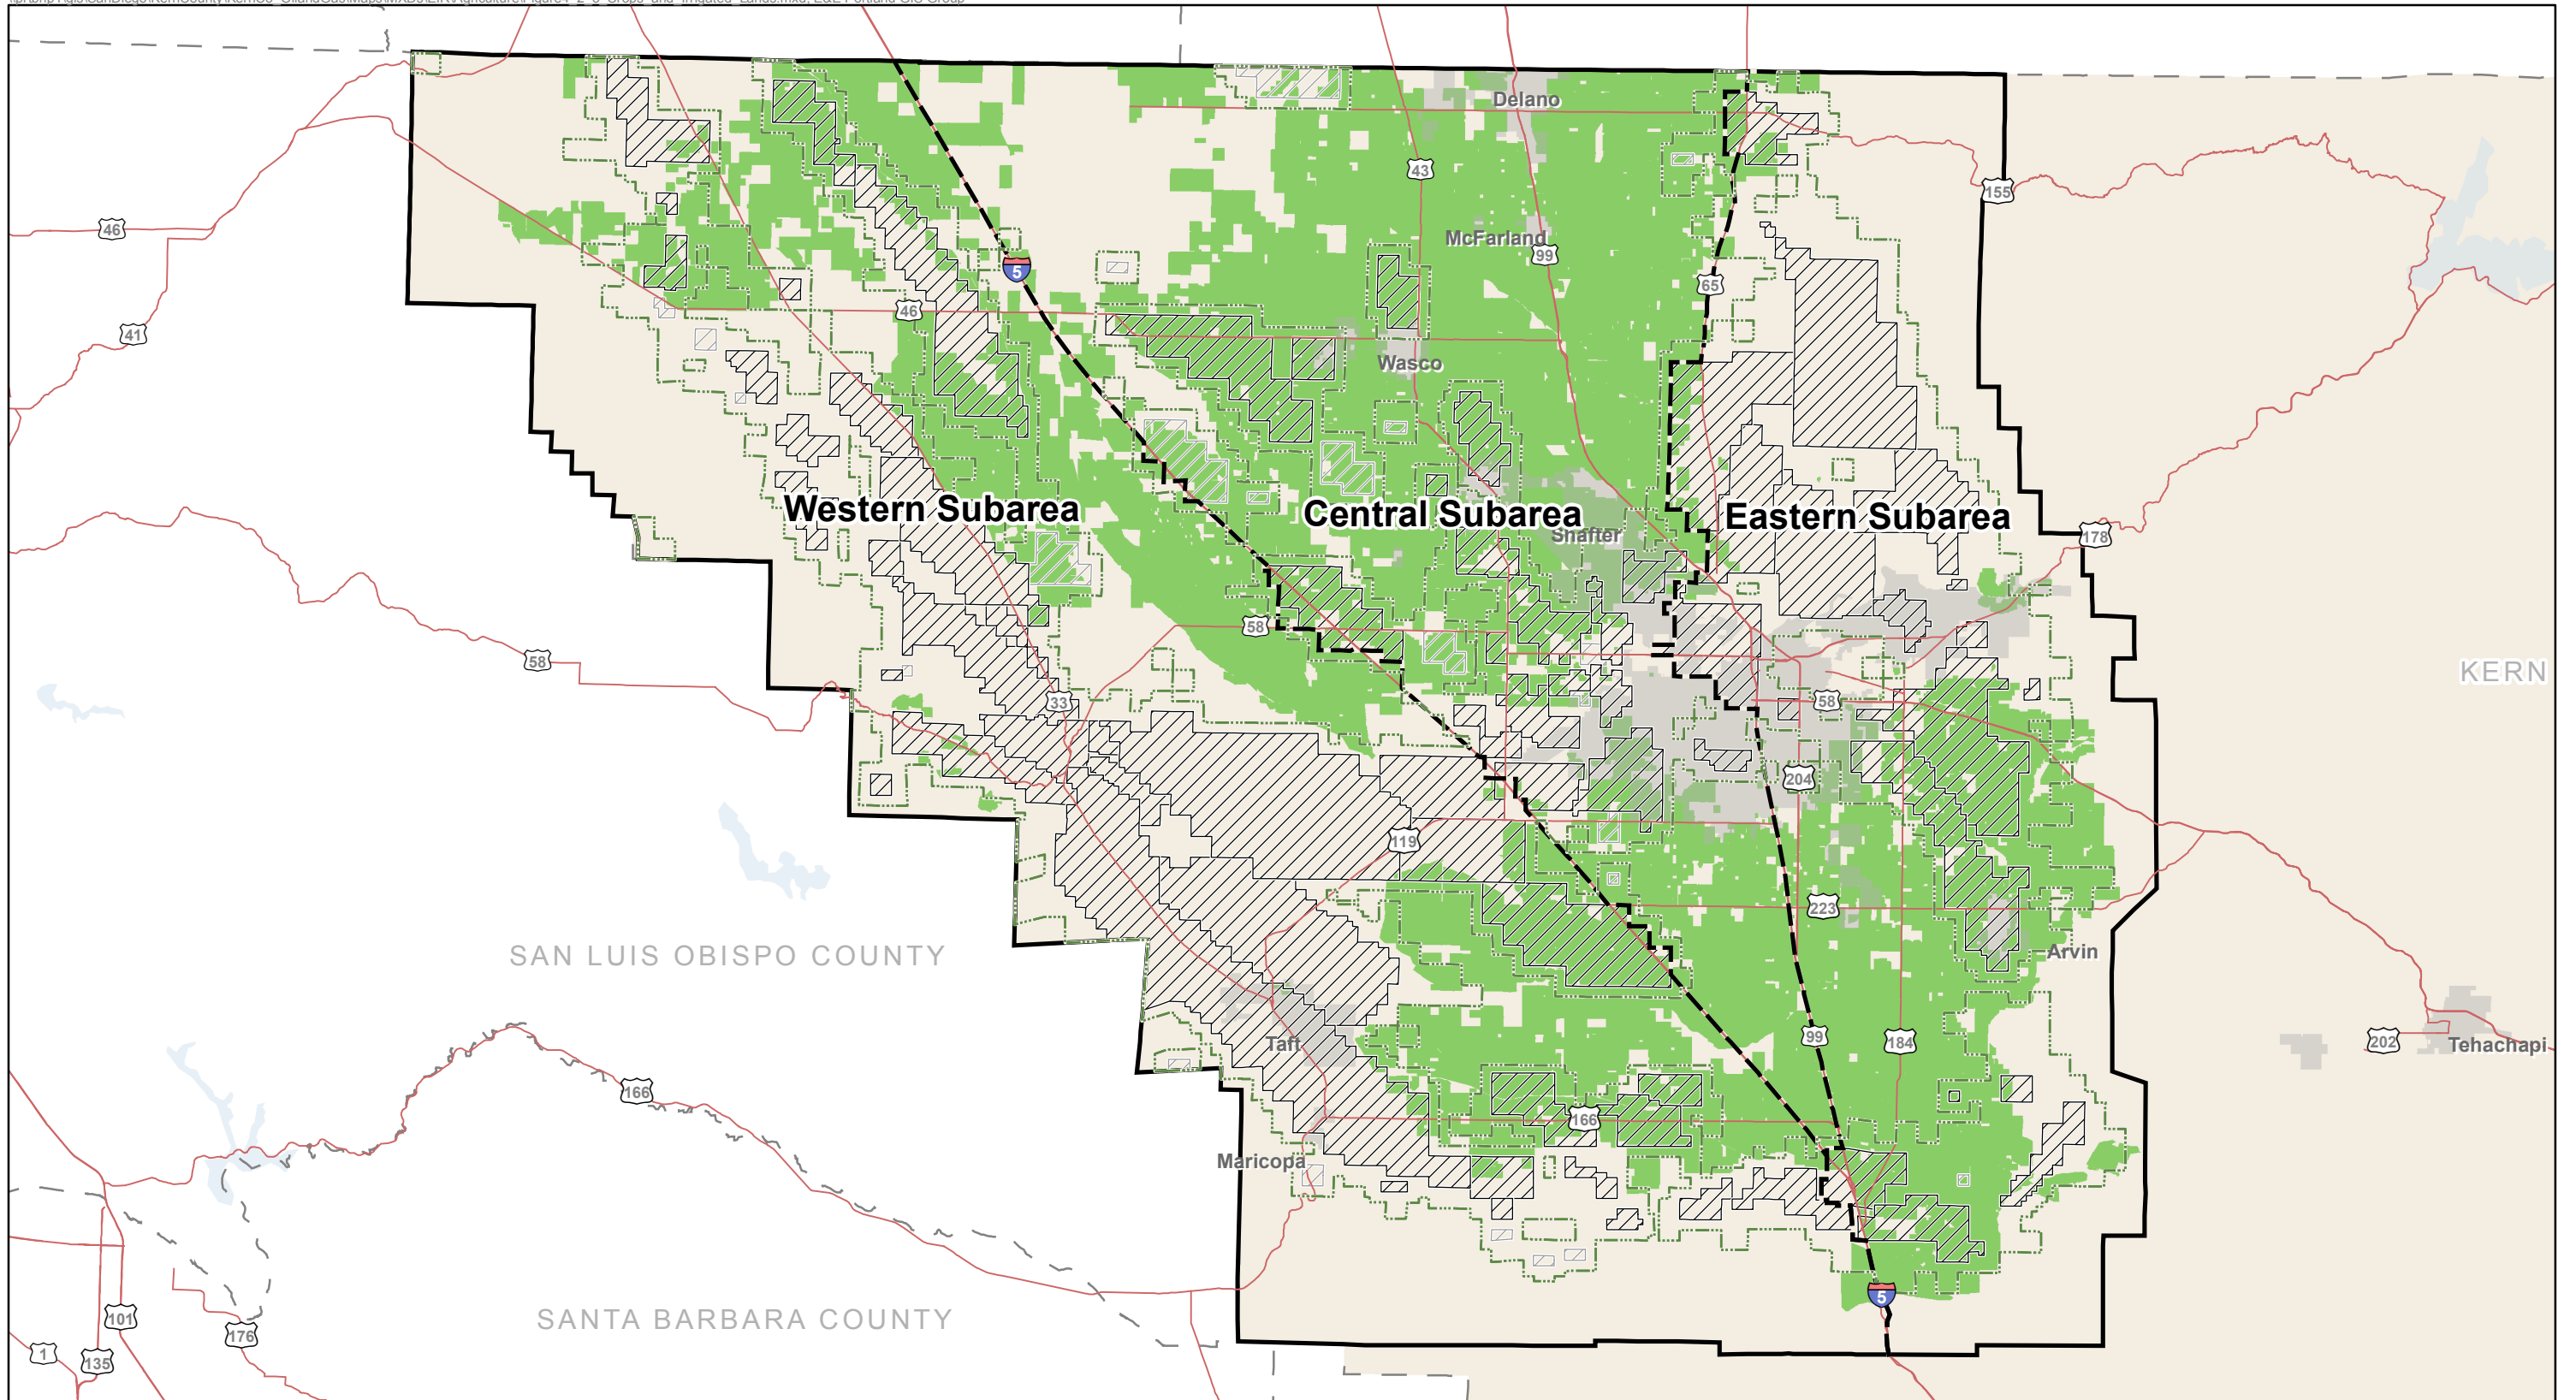 Delano
43
155
McFarland
46
99
5
65
46
41
Wasco
Western Subarea
Central Subarea
Eastern Subarea
Shafter
178
58
58
KERN
33
58
204
119
223
SAN LUIS OBISPO COUNTY
Arvin
99
184
202
Tehachapi
Taft
166
166
Maricopa
5
101
SANTA BARBARA COUNTY
176
1
135